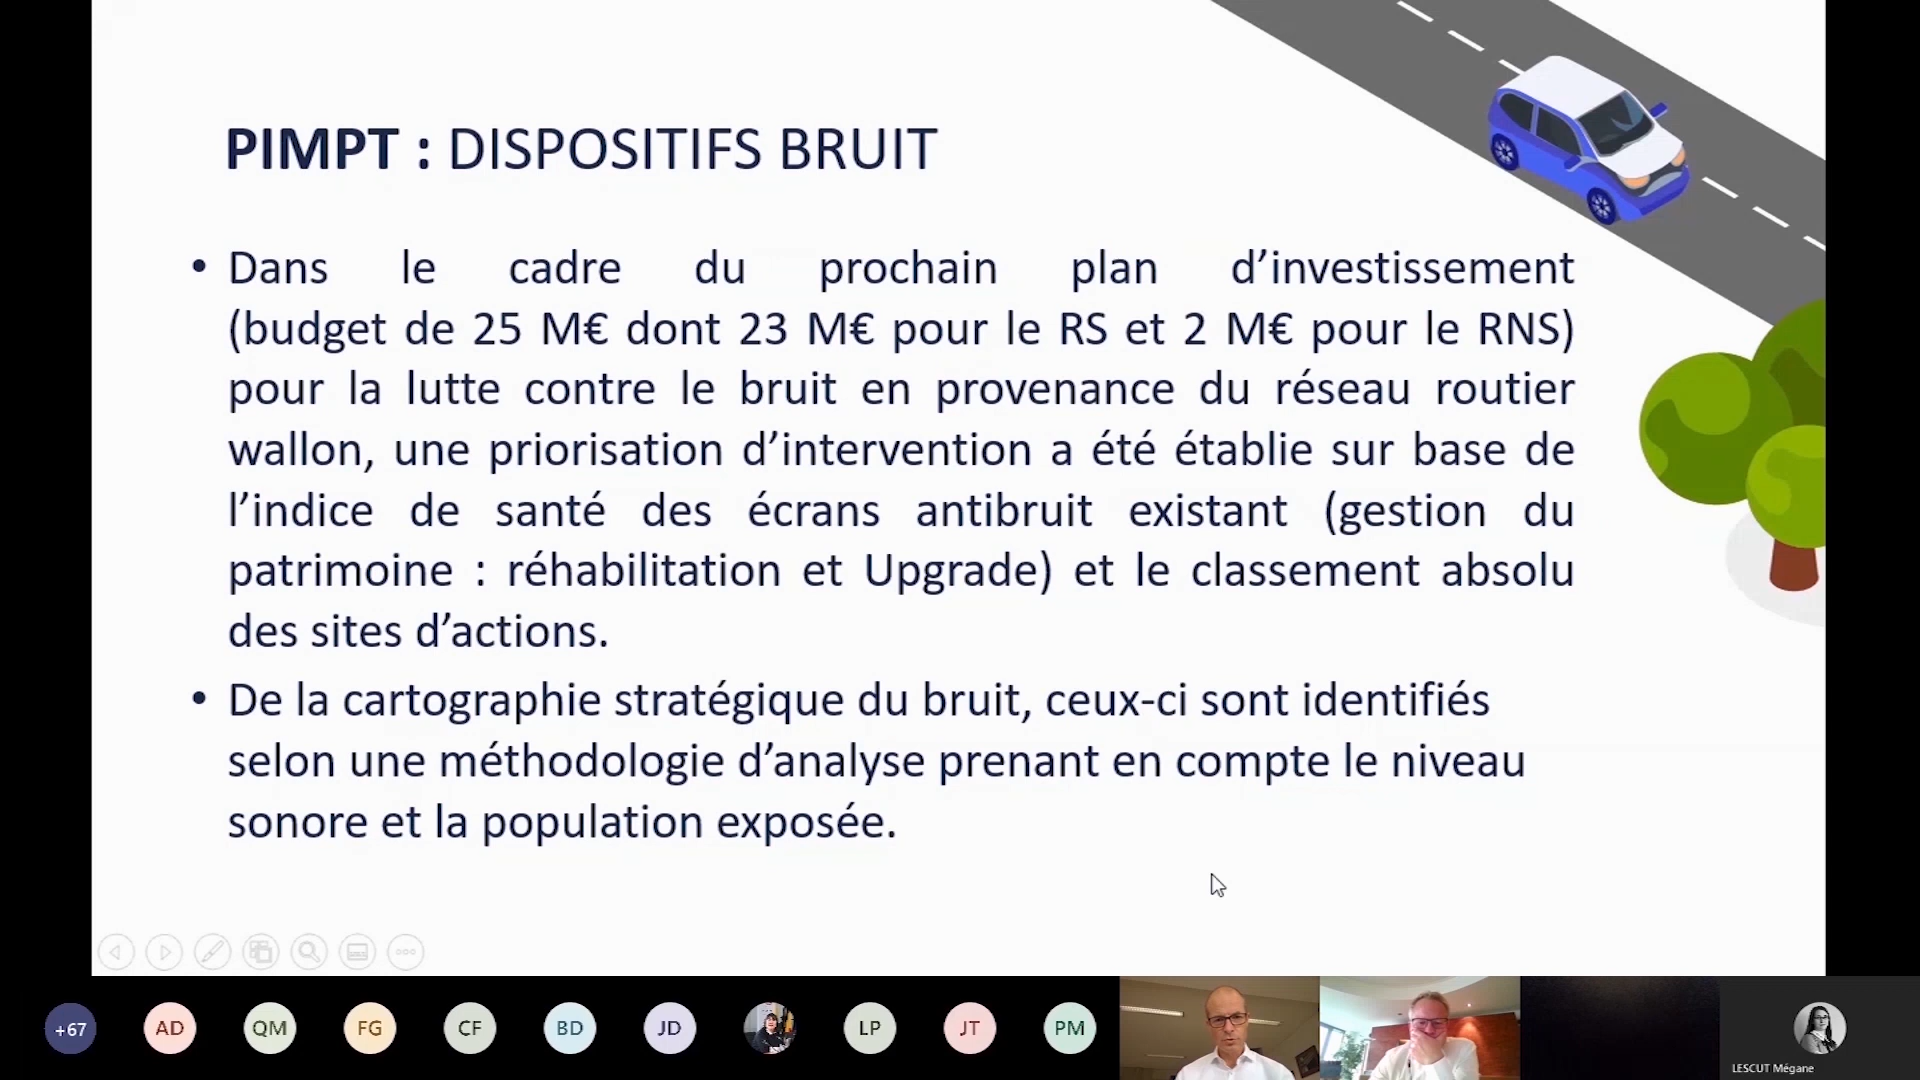 PIMPT : DISPOSITIFS BRUIT
• Dans le cadre du prochain plan d’investissement
(budget de 25 M€ dont 23 M€ pour le RS et 2 M€ pour le RNS)
pour la lutte contre le bruit en provenance du réseau routier
wallon, une priorisation d’intervention a été établie sur base de
l’indice de santé des écrans antibruit existant (gestion du
patrimoine : réhabilitation et Upgrade) et le classement absolu
des sites d’actions.
• De la cartographie stratégique du bruit, ceux-ci sont identifiés
selon une méthodologie d’analyse prenant en compte le niveau
sonore et la population exposée.
+67 AD QM FG CF BD JD LP JT PM
LESCUT Mégane